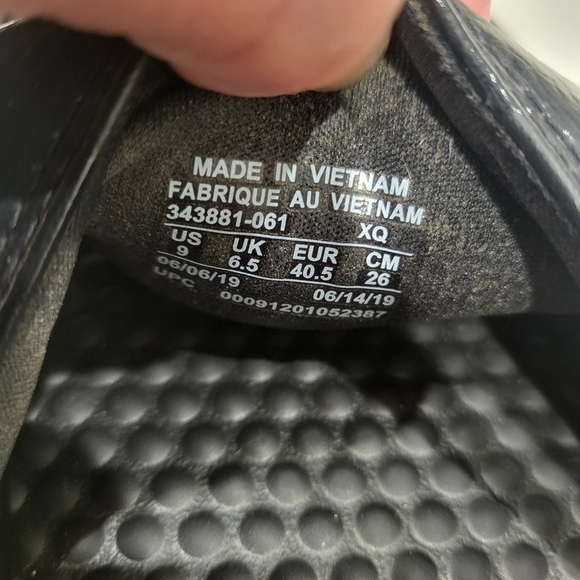 MADE IN VIETNAM
FABRIQUE AU VIETNAM
343881-061 XQ
US UK EUR CM
9 6.5 40.5 26
06/06/19 06/14/19
UPC 00091201052387